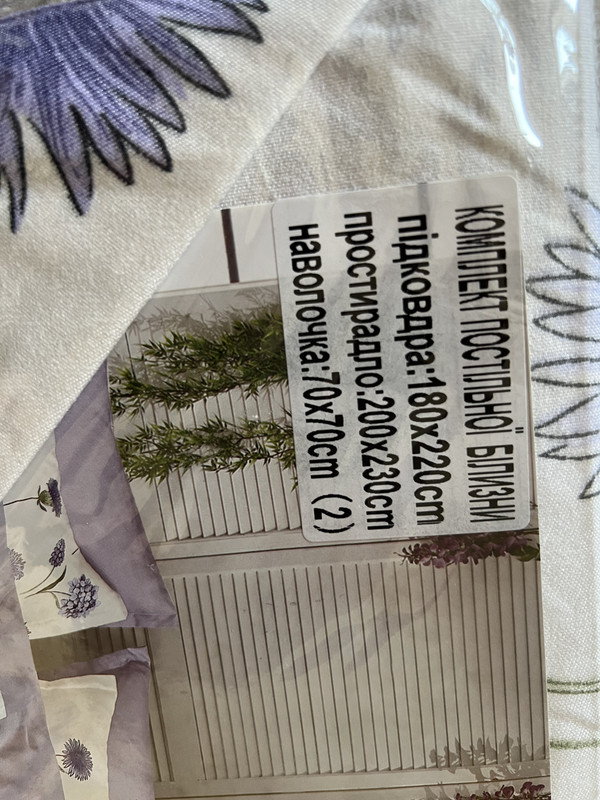 КОМПЛЕКТ ПОСТІЛЬНОЇ БІЛИЗНИ
підковдра:180x220cm
простирадло:200x230cm
наволочка:70x70cm (2)